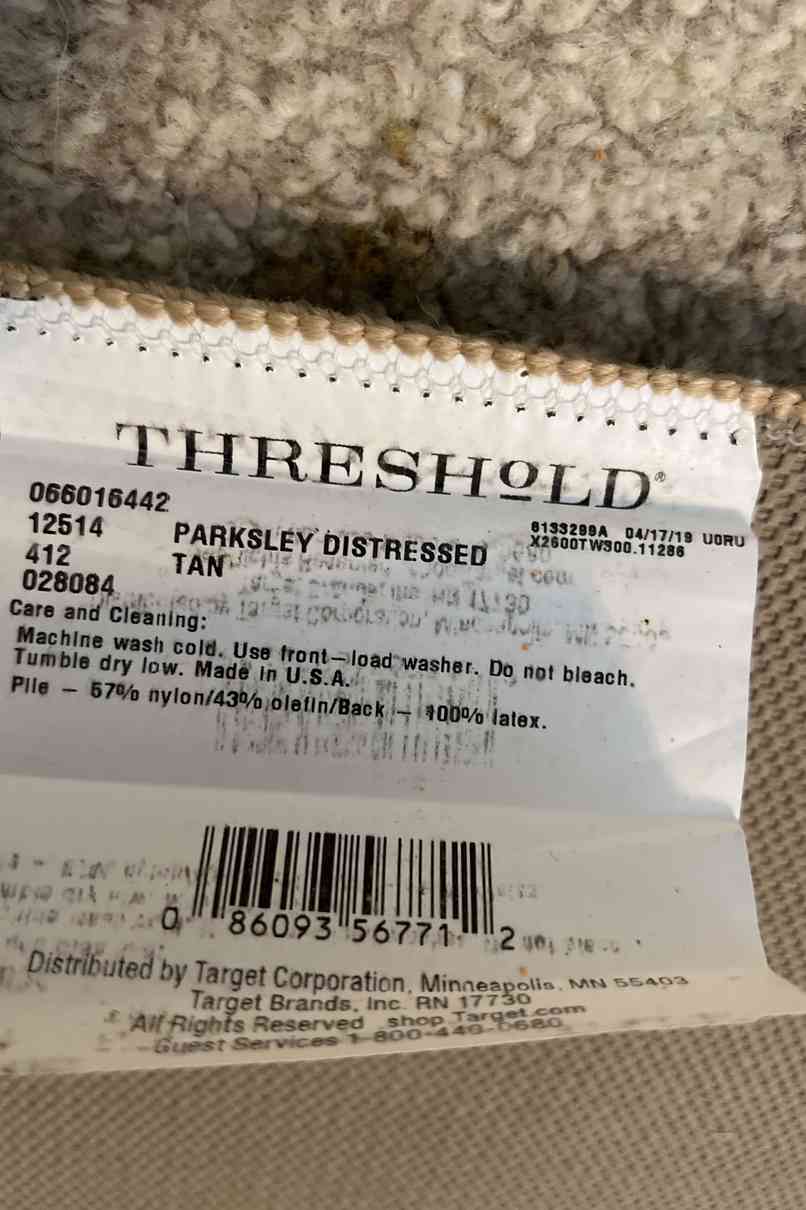 THRESHOLD®
066016442
12514 PARKSLEY DISTRESSED
412 TAN
028084
6133299A 04/17/19 U0RU
X2600TW300.11286
Care and Cleaning:
Machine wash cold. Use front-load washer. Do not bleach.
Tumble dry low. Made in U.S.A.
Pile - 57% nylon/43% olefin/Back - 100% latex.
0 86093 56771 2
Distributed by Target Corporation, Minneapolis, MN 55403
Target Brands, Inc. RN 17730
All Rights Reserved shop Target.com
Guest Services 1-800-440-0680